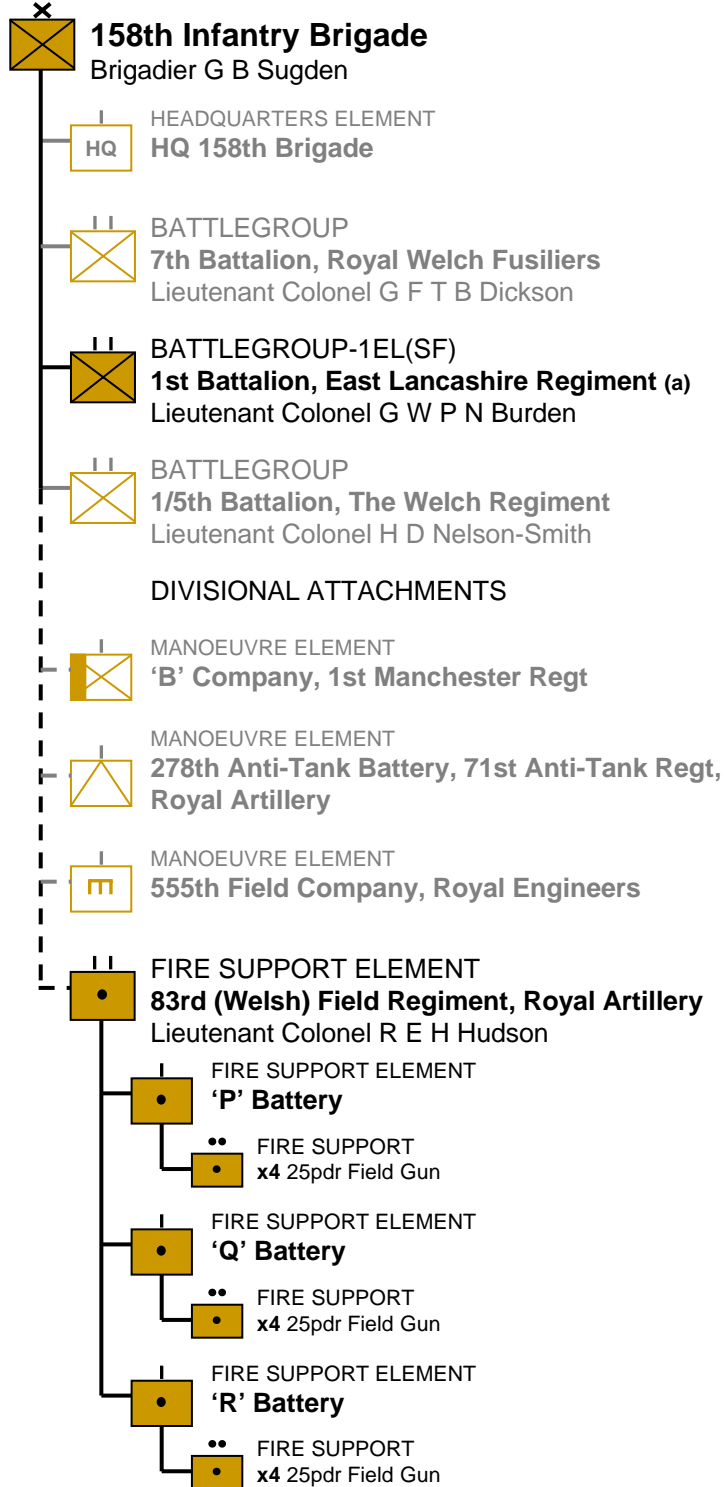 158th Infantry Brigade
Brigadier G B Sugden
HEADQUARTERS ELEMENT
HQ
HQ 158th Brigade
BATTLEGROUP
7th Battalion, Royal Welch Fusiliers
Lieutenant Colonel G F T B Dickson
BATTLEGROUP-1EL(SF)
1st Battalion, East Lancashire Regiment (a)
Lieutenant Colonel G W P N Burden
BATTLEGROUP
1/5th Battalion, The Welch Regiment
Lieutenant Colonel H D Nelson-Smith
DIVISIONAL ATTACHMENTS
MANOEUVRE ELEMENT
‘B’ Company, 1st Manchester Regt
MANOEUVRE ELEMENT
278th Anti-Tank Battery, 71st Anti-Tank Regt,
Royal Artillery
MANOEUVRE ELEMENT
555th Field Company, Royal Engineers
FIRE SUPPORT ELEMENT
83rd (Welsh) Field Regiment, Royal Artillery
Lieutenant Colonel R E H Hudson
FIRE SUPPORT ELEMENT
‘P’ Battery
FIRE SUPPORT
x4 25pdr Field Gun
FIRE SUPPORT ELEMENT
‘Q’ Battery
FIRE SUPPORT
x4 25pdr Field Gun
FIRE SUPPORT ELEMENT
‘R’ Battery
FIRE SUPPORT
x4 25pdr Field Gun